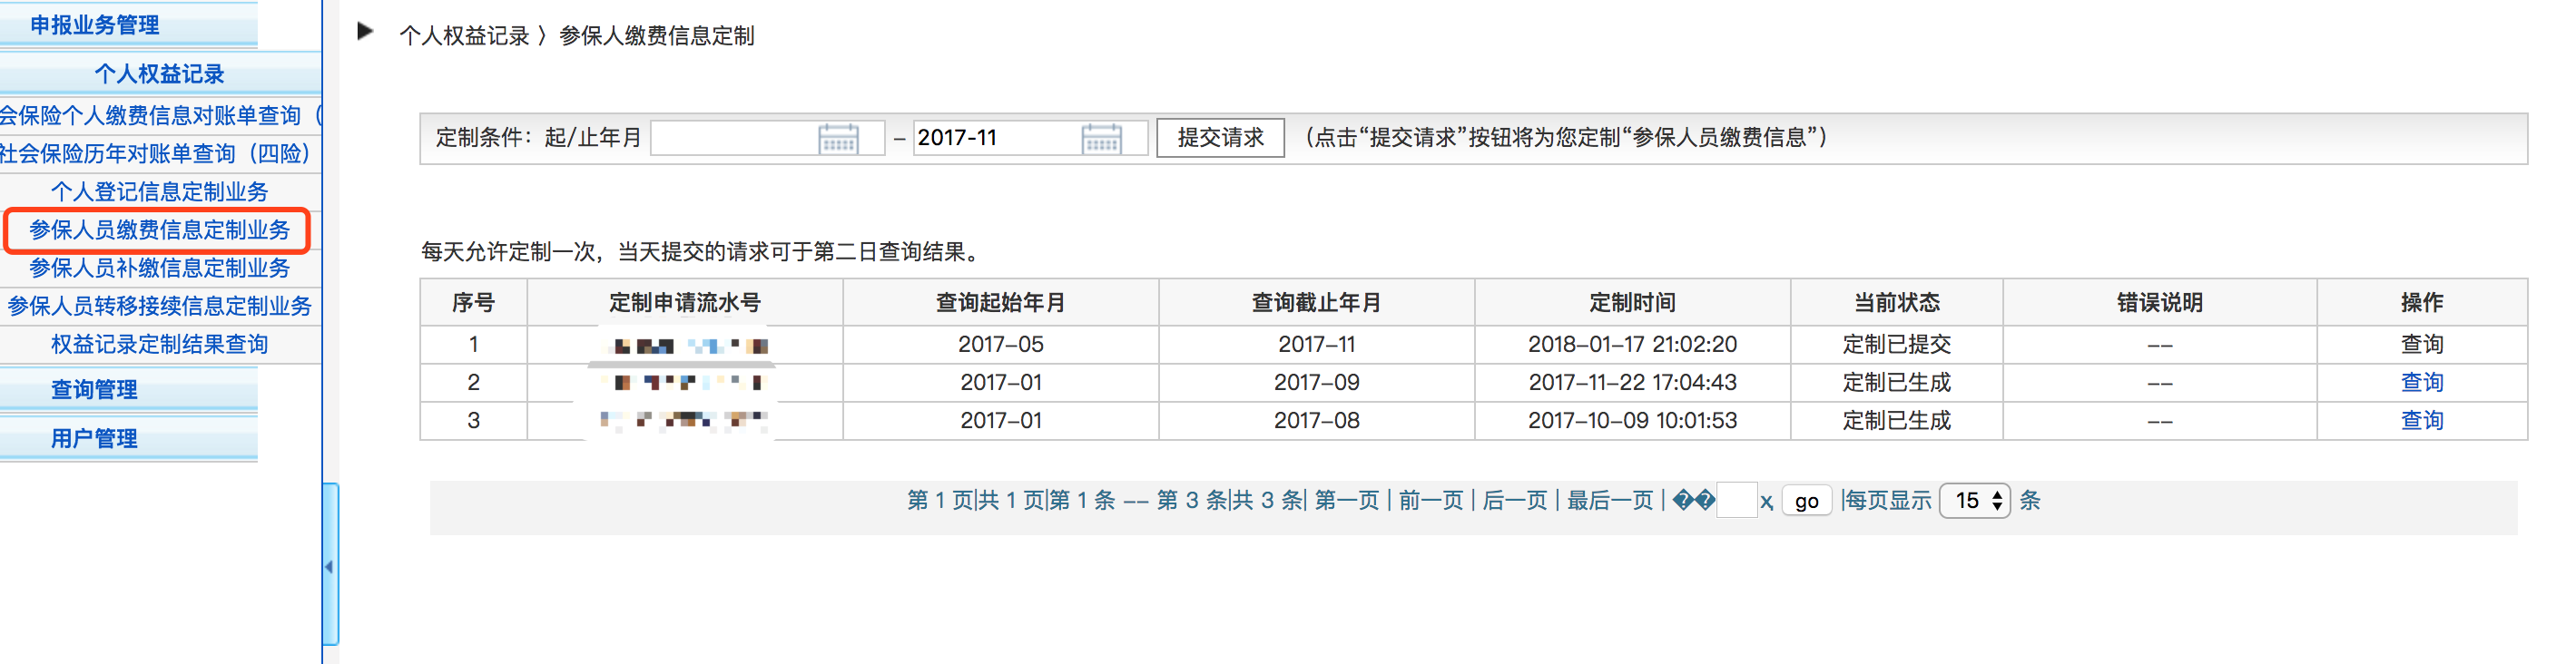 申报业务管理
个人权益记录
会保险个人缴费信息对账单查询（
社会保险历年对账单查询（四险）
个人登记信息定制业务
参保人员缴费信息定制业务
参保人员补缴信息定制业务
参保人员转移接续信息定制业务
权益记录定制结果查询
查询管理
用户管理
个人权益记录 〉参保人缴费信息定制
定制条件：起/止年月 – 2017-11 提交请求 （点击“提交请求”按钮将为您定制“参保人员缴费信息”）
每天允许定制一次，当天提交的请求可于第二日查询结果。
序号 定制申请流水号 查询起始年月 查询截止年月 定制时间 当前状态 错误说明 操作
1 2017-05 2017-11 2018-01-17 21:02:20 定制已提交 -- 查询
2 2017-01 2017-09 2017-11-22 17:04:43 定制已生成 -- 查询
3 2017-01 2017-08 2017-10-09 10:01:53 定制已生成 -- 查询
第 1 页|共 1 页|第 1 条 -- 第 3 条|共 3 条| 第一页 | 前一页 | 后一页 | 最后一页 | �� x go |每页显示 15 条